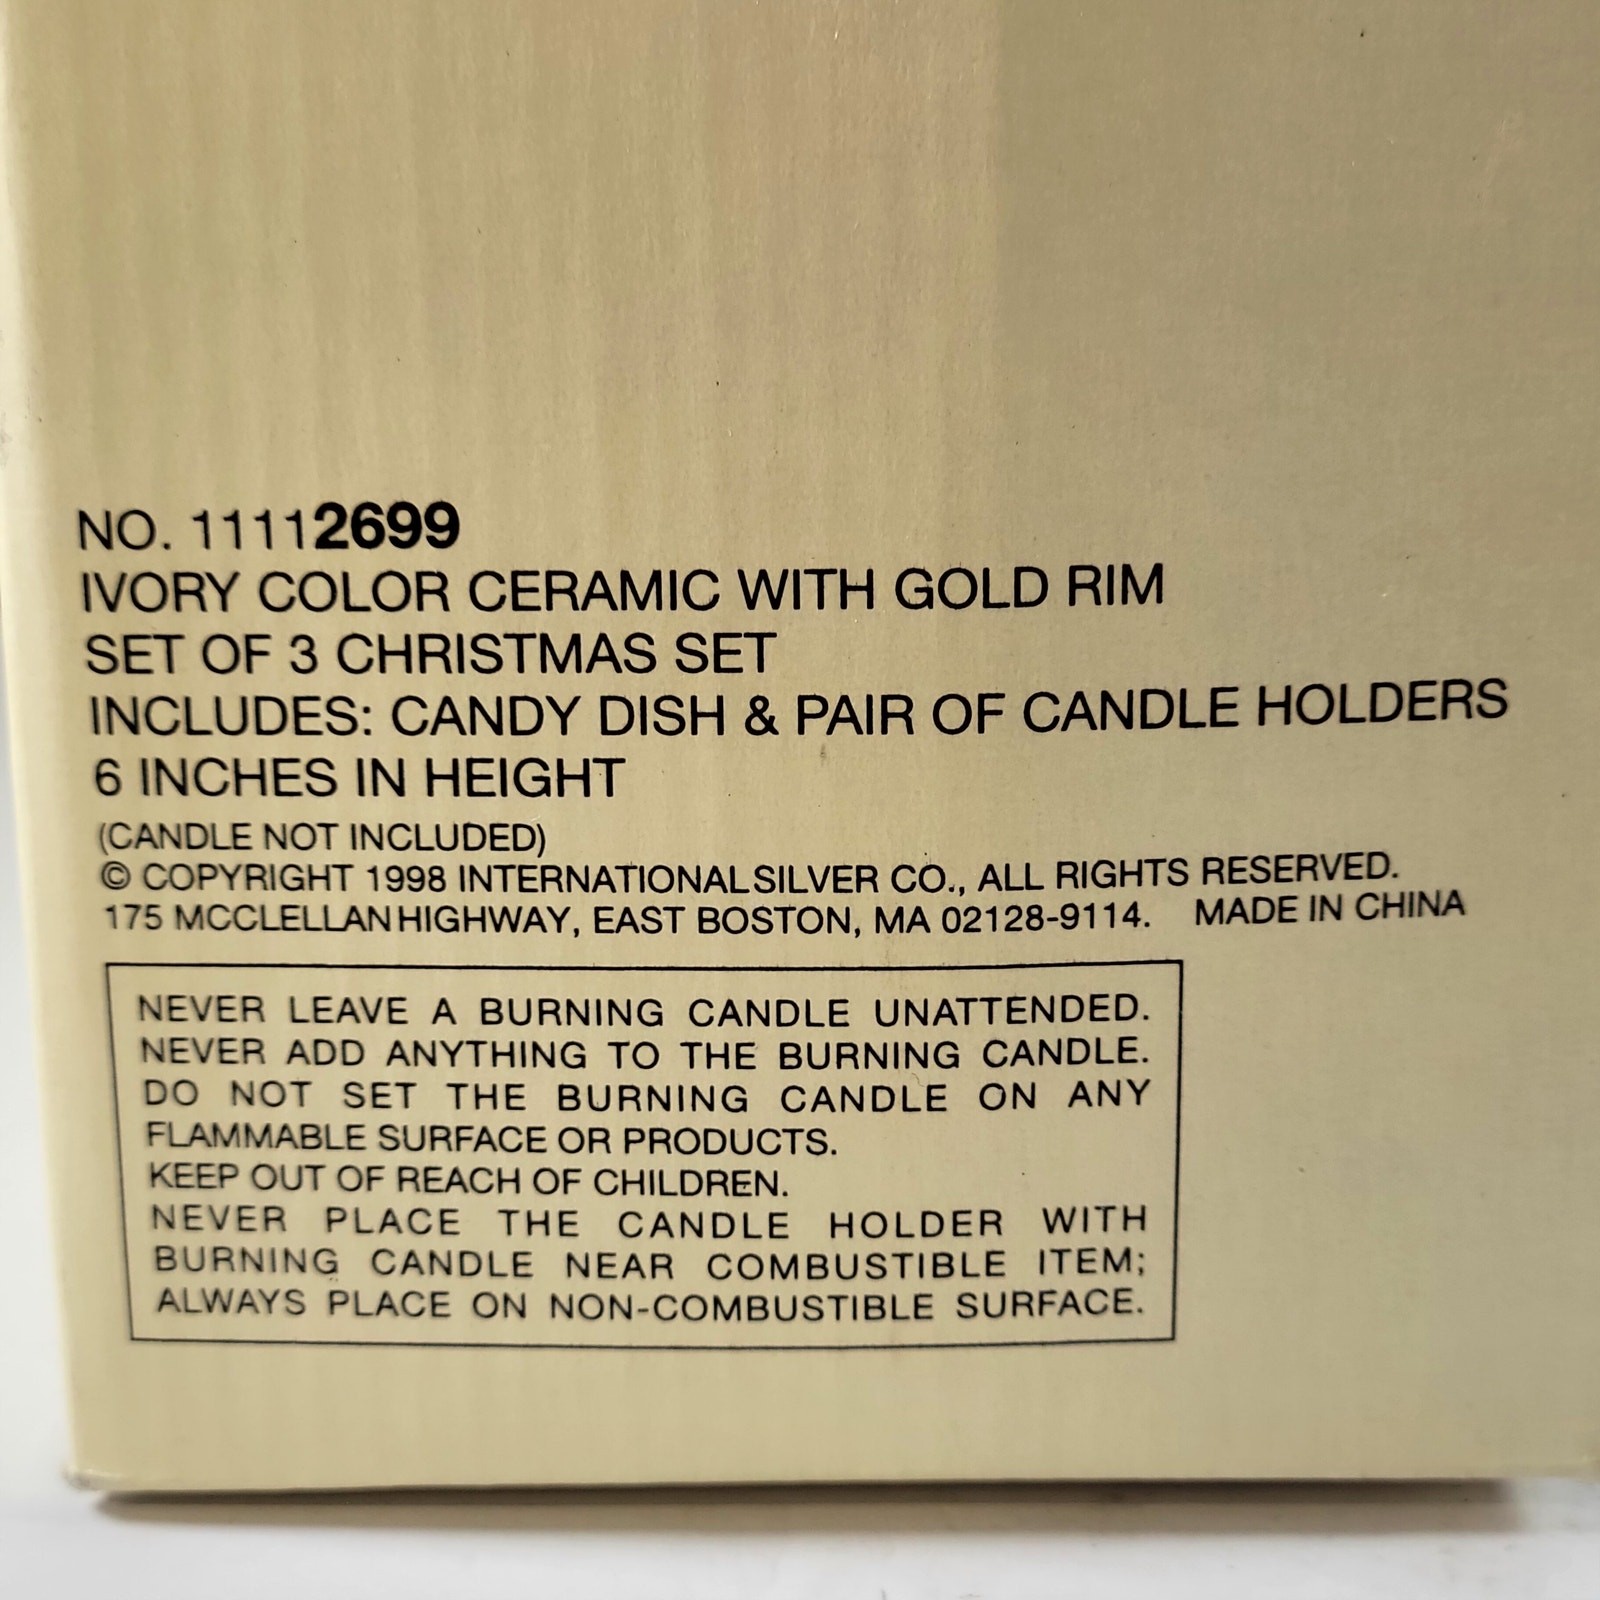 NO. 11112699
IVORY COLOR CERAMIC WITH GOLD RIM
SET OF 3 CHRISTMAS SET
INCLUDES: CANDY DISH & PAIR OF CANDLE HOLDERS
6 INCHES IN HEIGHT
(CANDLE NOT INCLUDED)
© COPYRIGHT 1998 INTERNATIONAL SILVER CO., ALL RIGHTS RESERVED.
175 MCCLELLAN HIGHWAY, EAST BOSTON, MA 02128-9114. MADE IN CHINA
NEVER LEAVE A BURNING CANDLE UNATTENDED.
NEVER ADD ANYTHING TO THE BURNING CANDLE.
DO NOT SET THE BURNING CANDLE ON ANY
FLAMMABLE SURFACE OR PRODUCTS.
KEEP OUT OF REACH OF CHILDREN.
NEVER PLACE THE CANDLE HOLDER WITH
BURNING CANDLE NEAR COMBUSTIBLE ITEM;
ALWAYS PLACE ON NON-COMBUSTIBLE SURFACE.